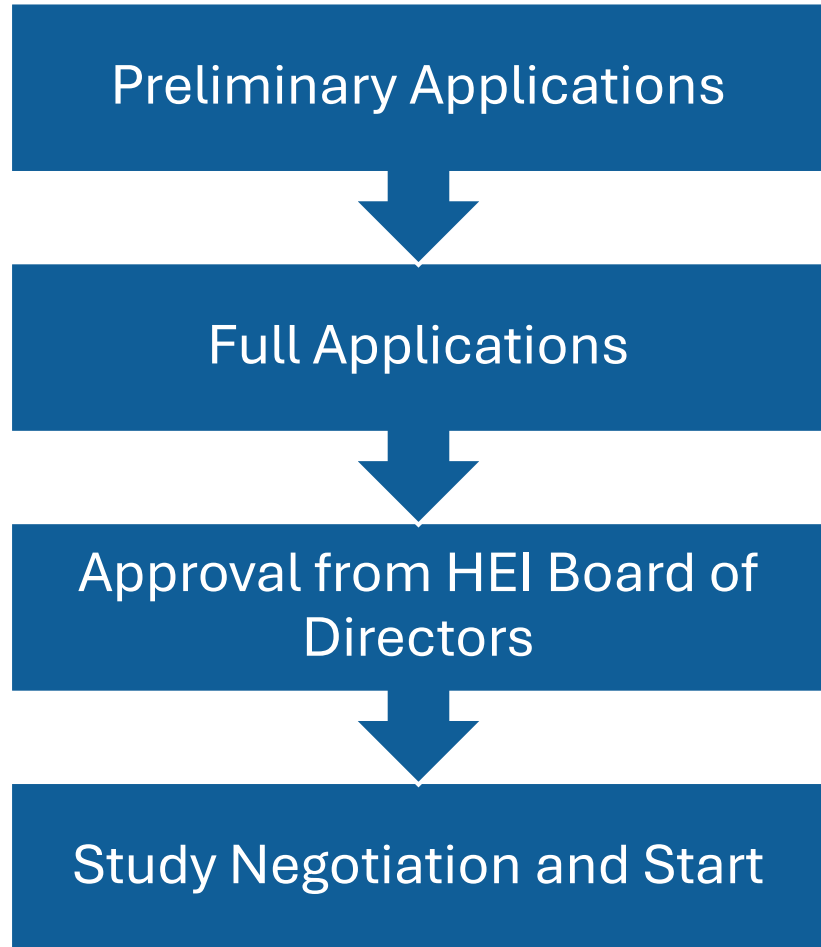 Preliminary Applications
Full Applications
Approval from HEI Board of
Directors
Study Negotiation and Start